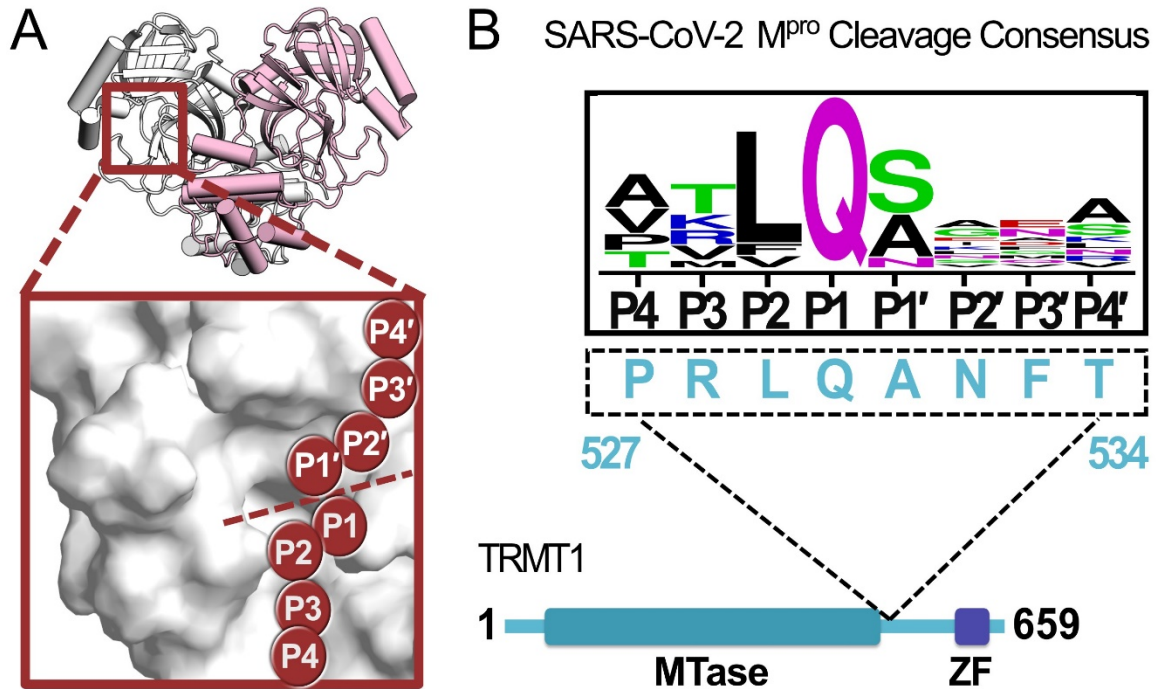 A
B SARS-CoV-2 Mpro Cleavage Consensus
P4'
P3'
P2'
P1'
P1
P2
P3
P4
A T L Q S A
V K F A G N S
P R V N
T V
M
P4 P3 P2 P1 P1' P2' P3' P4'
P R L Q A N F T
527 534
TRMT1
1 659
MTase ZF